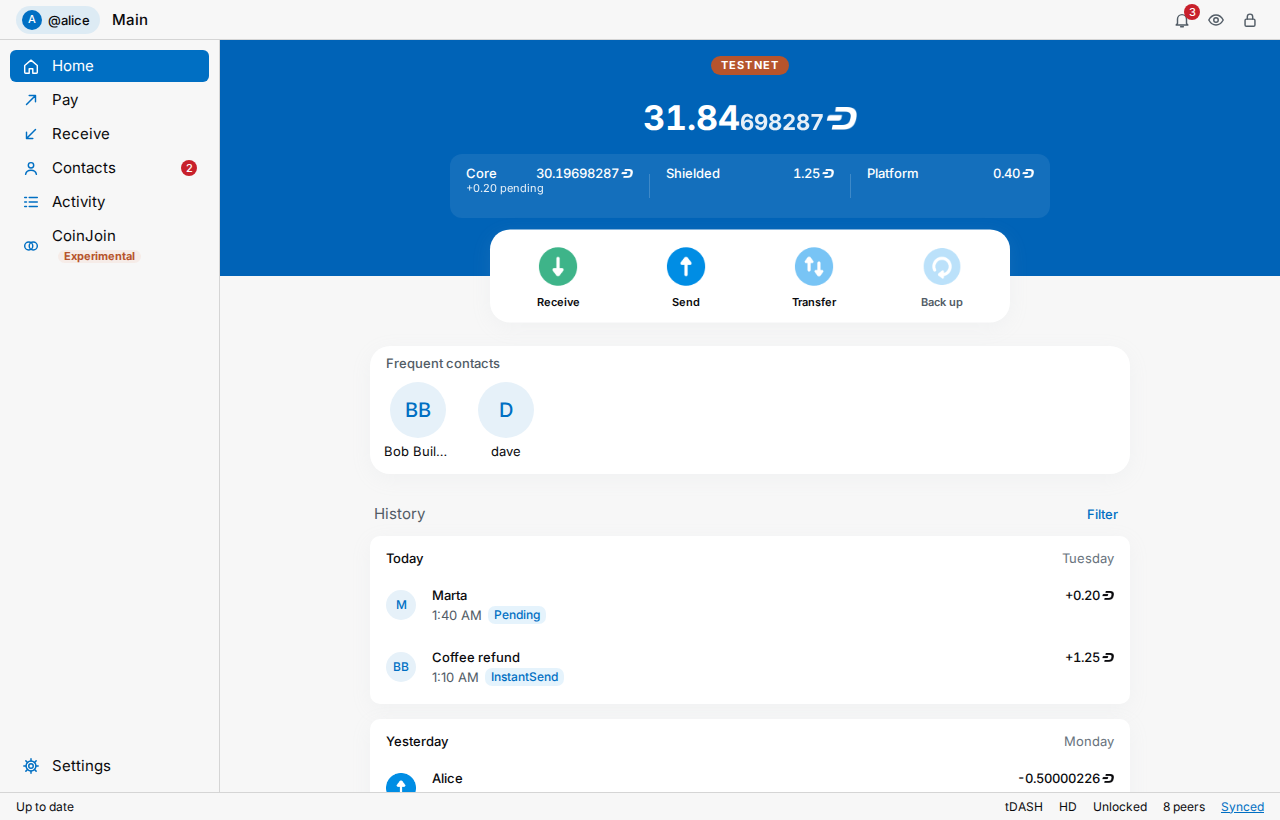 A @alice Main 3
Home
Pay
Receive
Contacts 2
Activity
CoinJoin
Experimental
Settings
TESTNET
31.84698287
Core 30.19698287
+0.20 pending
Shielded 1.25
Platform 0.40
Receive
Send
Transfer
Back up
Frequent contacts
BB
D
Bob Buil...
dave
History Filter
Today Tuesday
M
Marta +0.20
1:40 AM Pending
BB
Coffee refund +1.25
1:10 AM InstantSend
Yesterday Monday
Alice -0.50000226
Up to date tDASH HD Unlocked 8 peers Synced